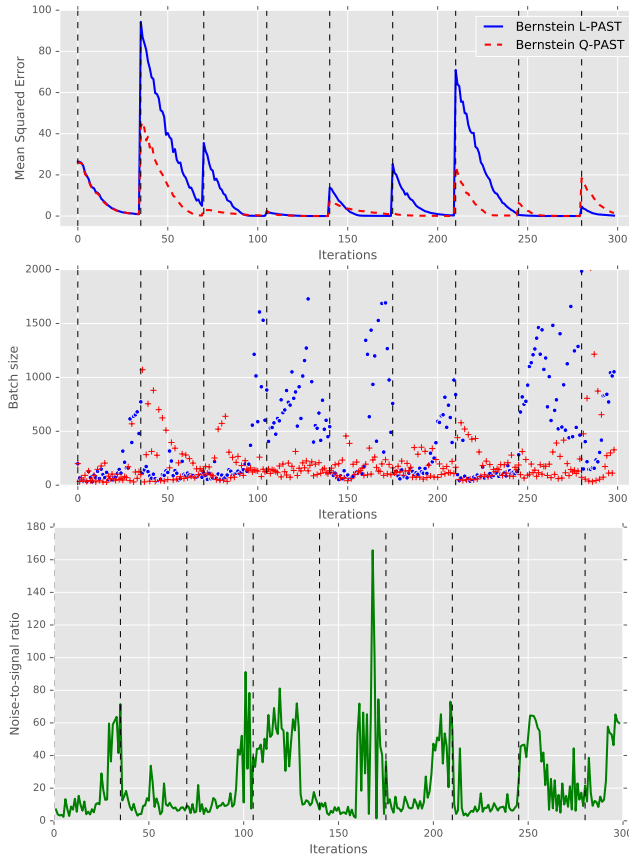 100
80
60
40
20
0
Mean Squared Error
Bernstein L-PAST
Bernstein Q-PAST
0 50 100 150 200 250 300
Iterations
2000
1500
1000
500
0
Batch size
0 50 100 150 200 250 300
Iterations
180
160
140
120
100
80
60
40
20
0
Noise-to-signal ratio
0 50 100 150 200 250 300
Iterations